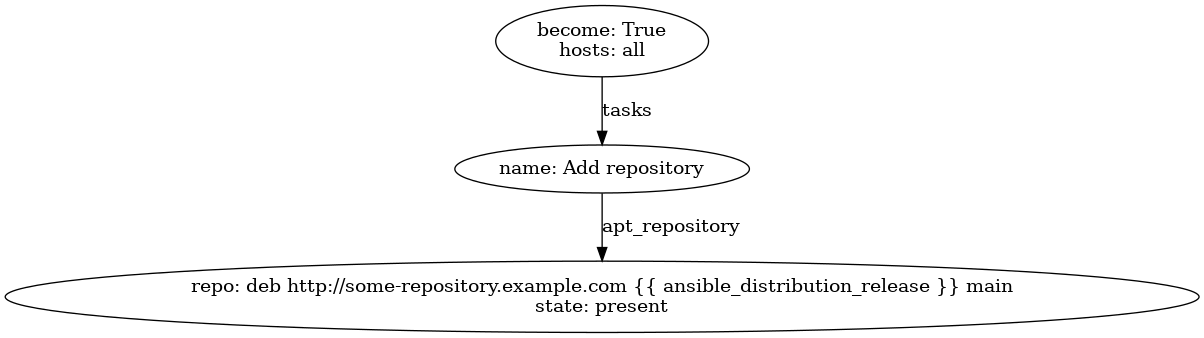 become: True
hosts: all
tasks
name: Add repository
apt_repository
repo: deb http://some-repository.example.com {{ ansible_distribution_release }} main
state: present